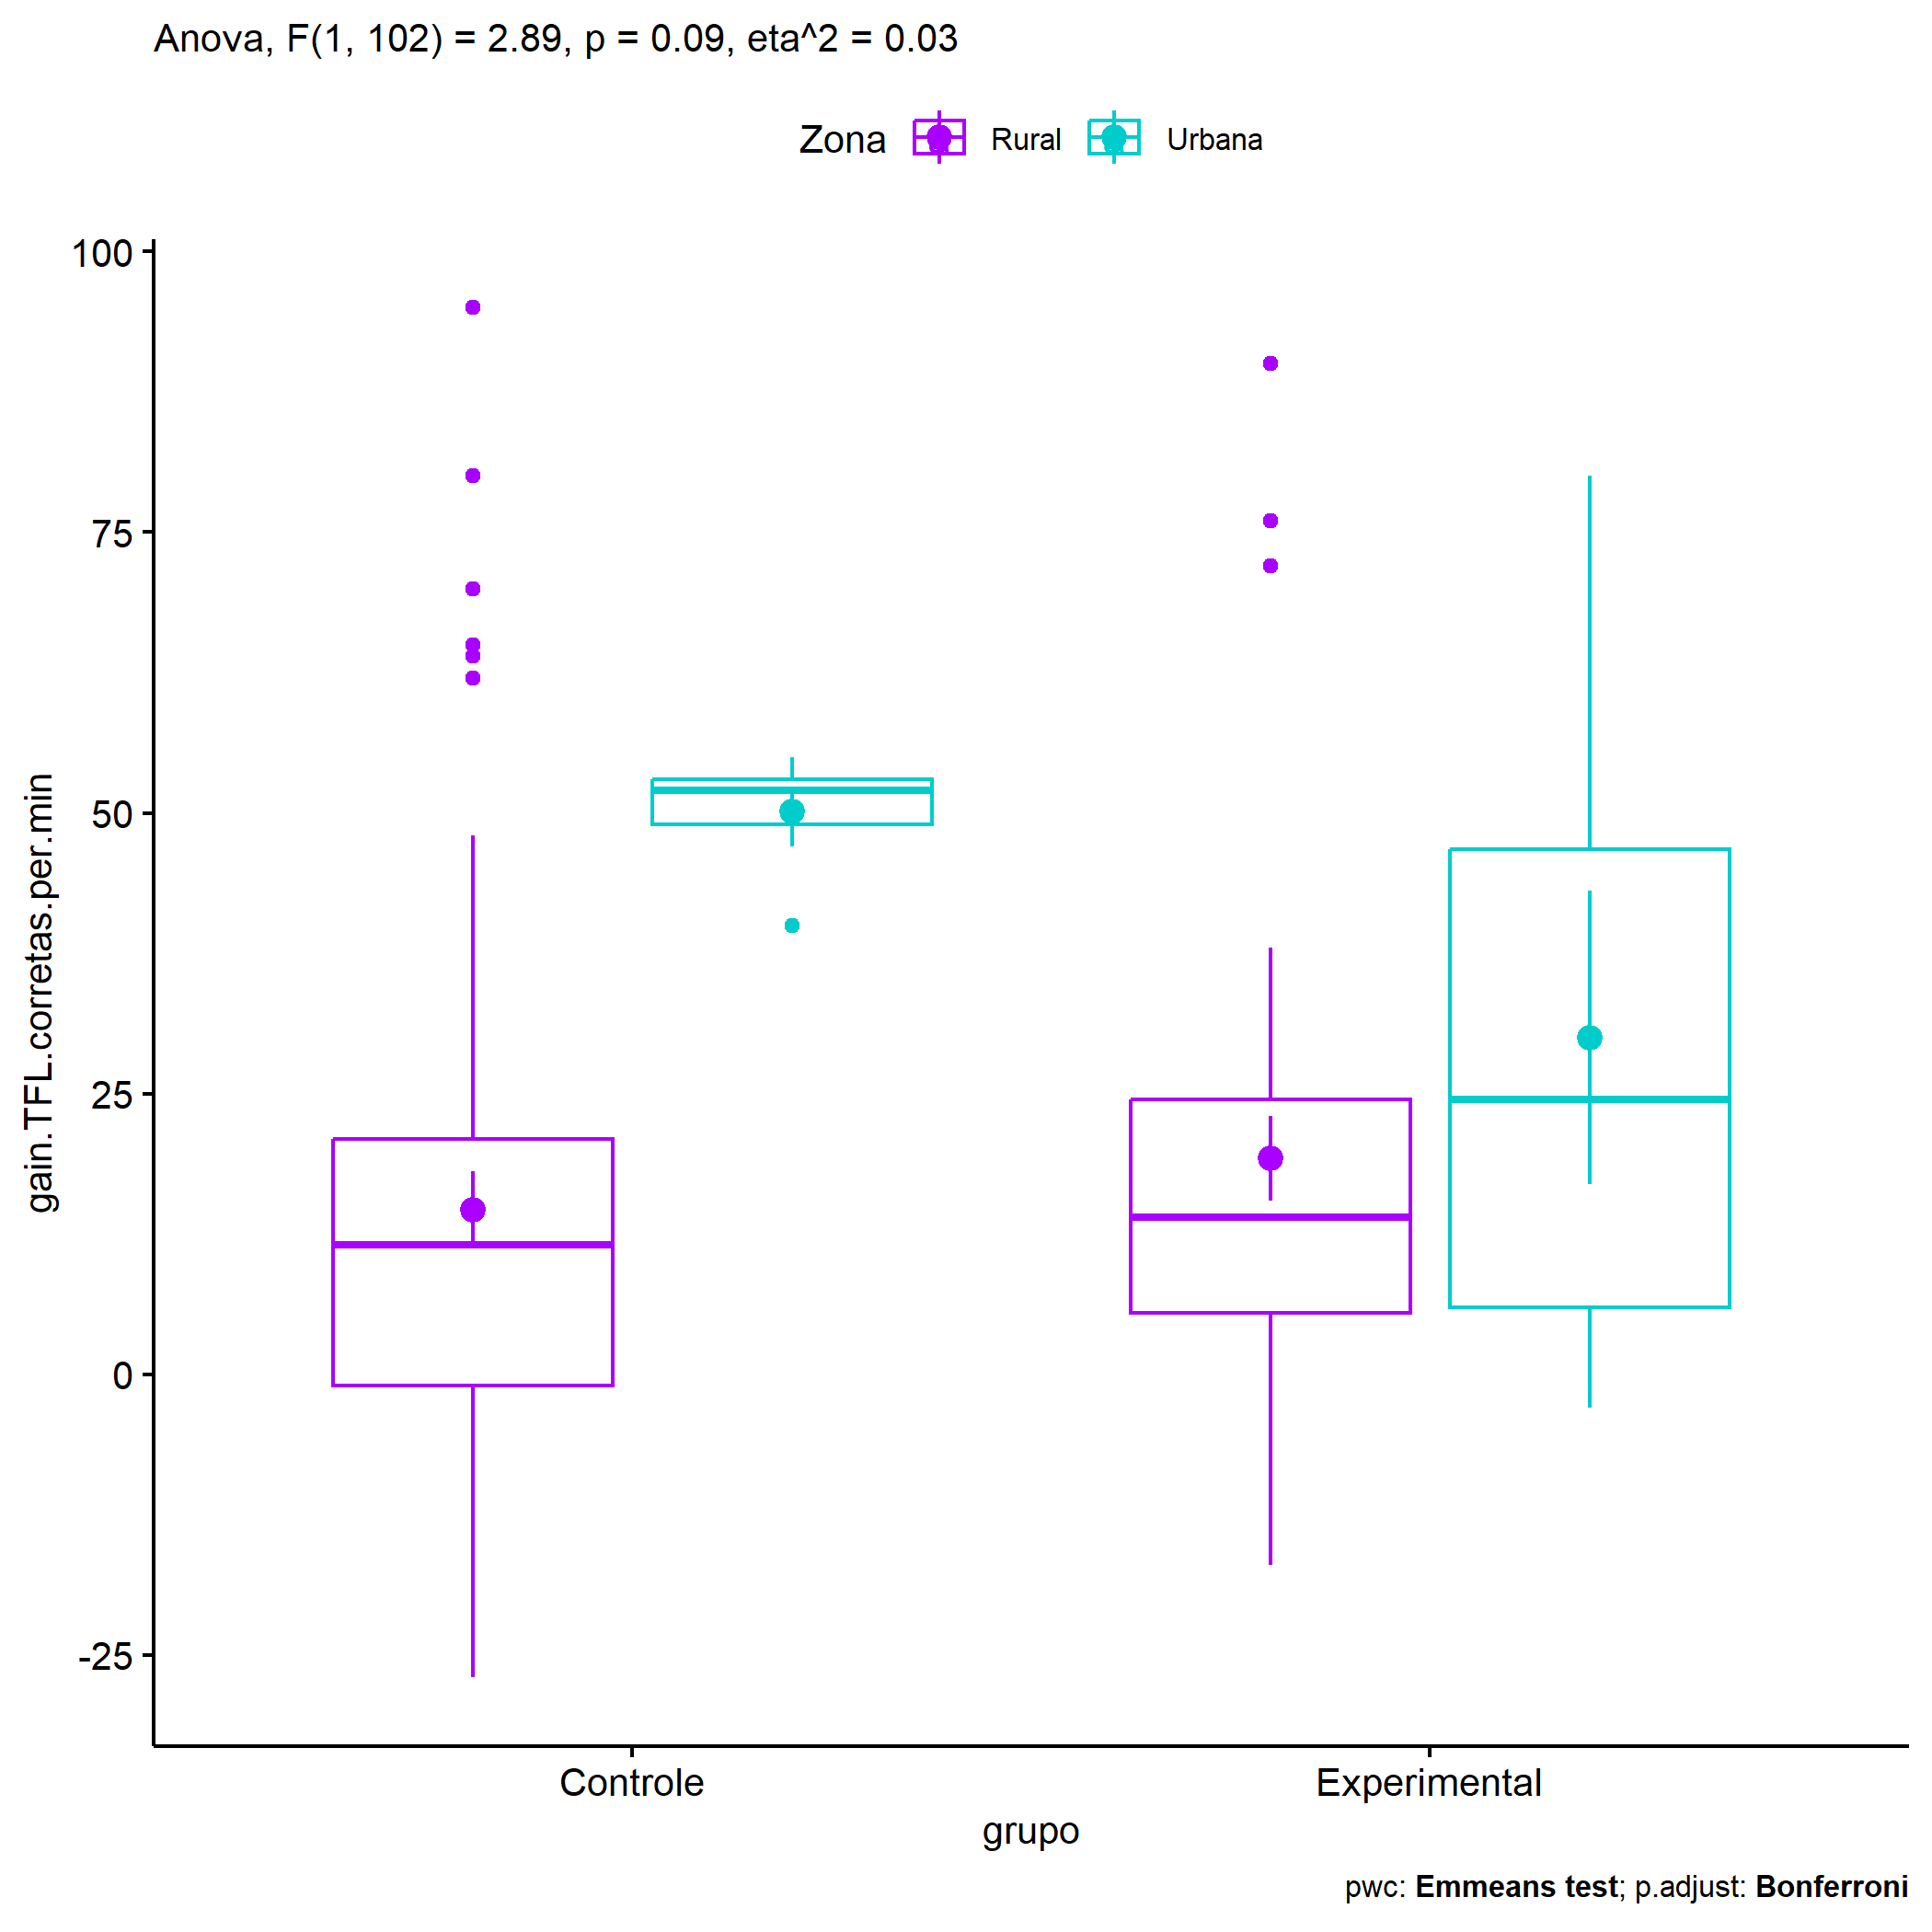 Anova, F(1, 102) = 2.89, p = 0.09, eta^2 = 0.03
Zona Rural Urbana
100
75
50
25
0
-25
gain.TFL.corretas.per.min
Controle Experimental
grupo
pwc: Emmeans test; p.adjust: Bonferroni